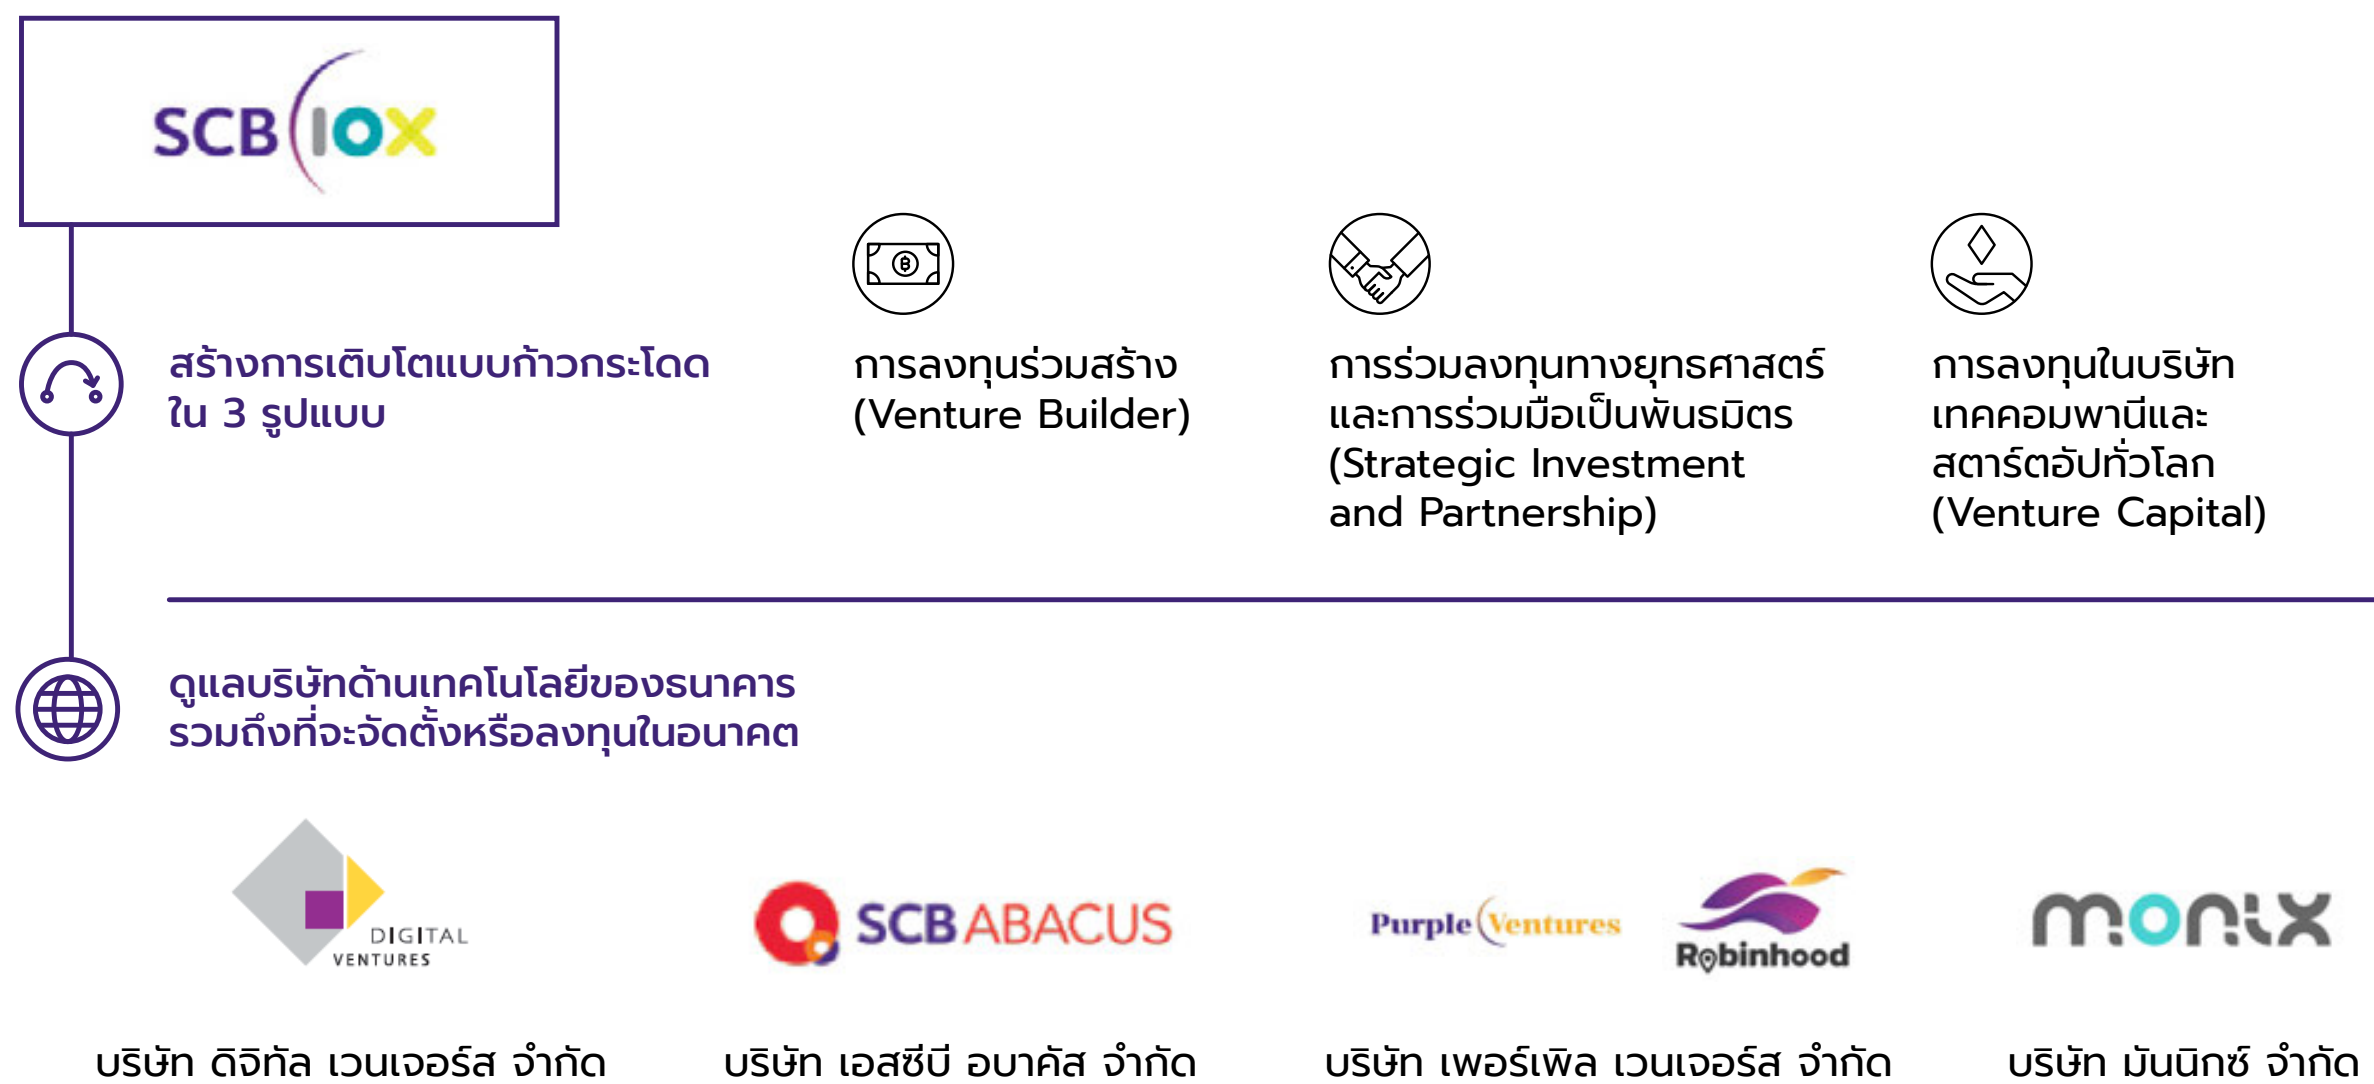 SCB 10X
สร้างการเติบโตแบบก้าวกระโดด
ใน 3 รูปแบบ
การลงทุนร่วมสร้าง
(Venture Builder)
การร่วมลงทุนทางยุทธศาสตร์
และการร่วมมือเป็นพันธมิตร
(Strategic Investment
and Partnership)
การลงทุนในบริษัท
เทคคอมพานีและ
สตาร์ตอัปทั่วโลก
(Venture Capital)
ดูแลบริษัทด้านเทคโนโลยีของธนาคาร
รวมถึงที่จะจัดตั้งหรือลงทุนในอนาคต
DIGITAL
VENTURES
SCB ABACUS
Purple Ventures
Robinhood
monix
บริษัท ดิจิทัล เวนเจอร์ส จำกัด
บริษัท เอสซีบี อบาคัส จำกัด
บริษัท เพอร์เพิล เวนเจอร์ส จำกัด
บริษัท มันนิกซ์ จำกัด